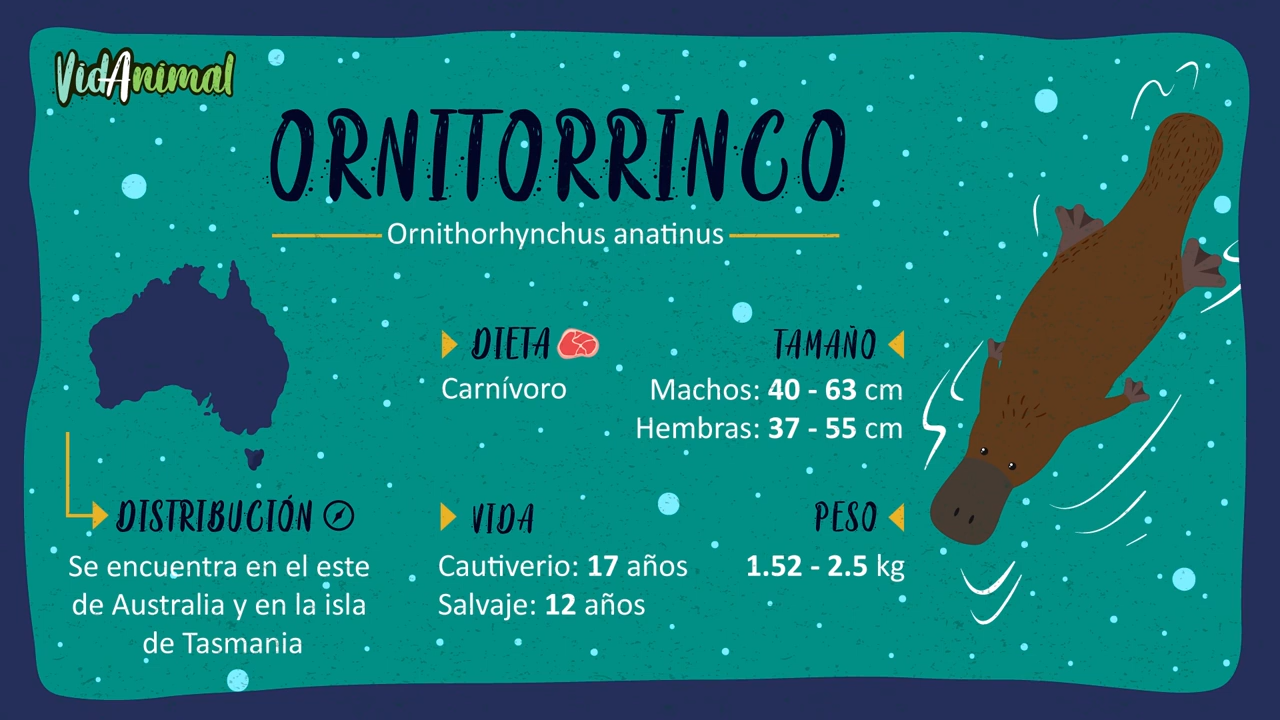 VidAnimal
ORNITORRINCO
Ornithorhynchus anatinus
DIETA
Carnívoro
TAMAÑO
Machos: 40 - 63 cm
Hembras: 37 - 55 cm
DISTRIBUCIÓN
Se encuentra en el este
de Australia y en la isla
de Tasmania
VIDA
Cautiverio: 17 años
Salvaje: 12 años
PESO
1.52 - 2.5 kg